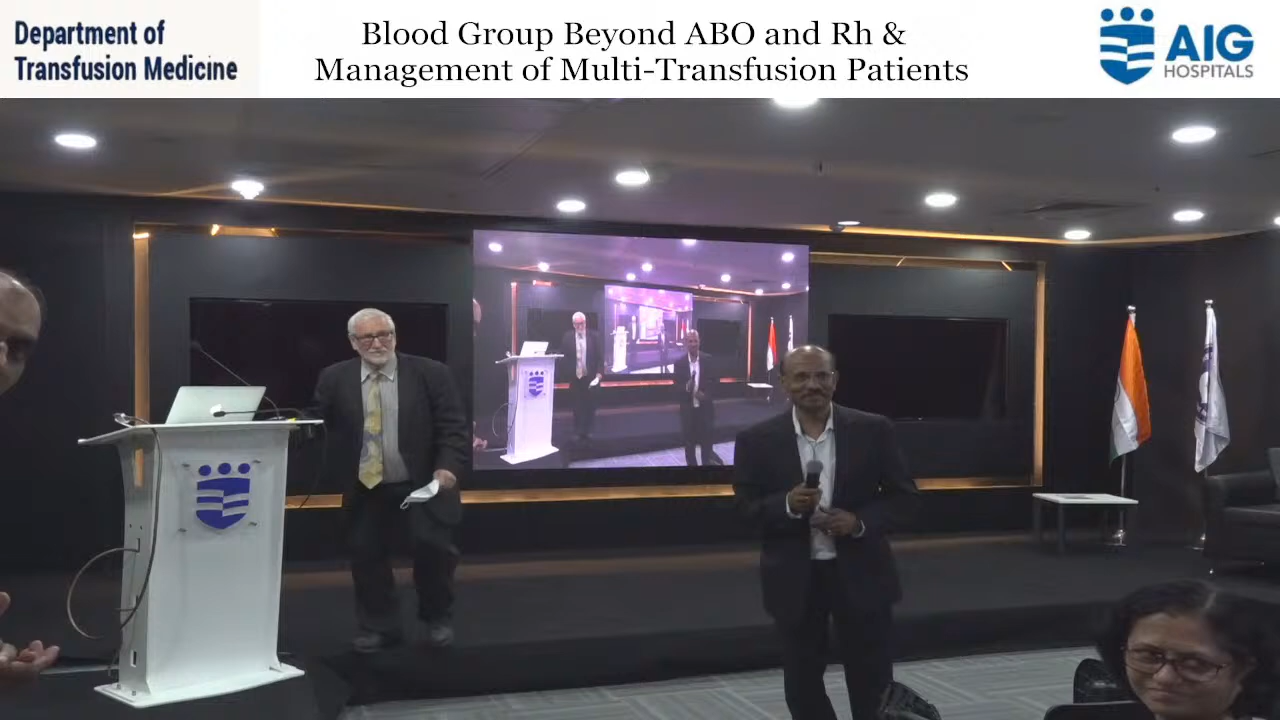 Department of
Transfusion Medicine
Blood Group Beyond ABO and Rh &
Management of Multi-Transfusion Patients
AIG
HOSPITALS